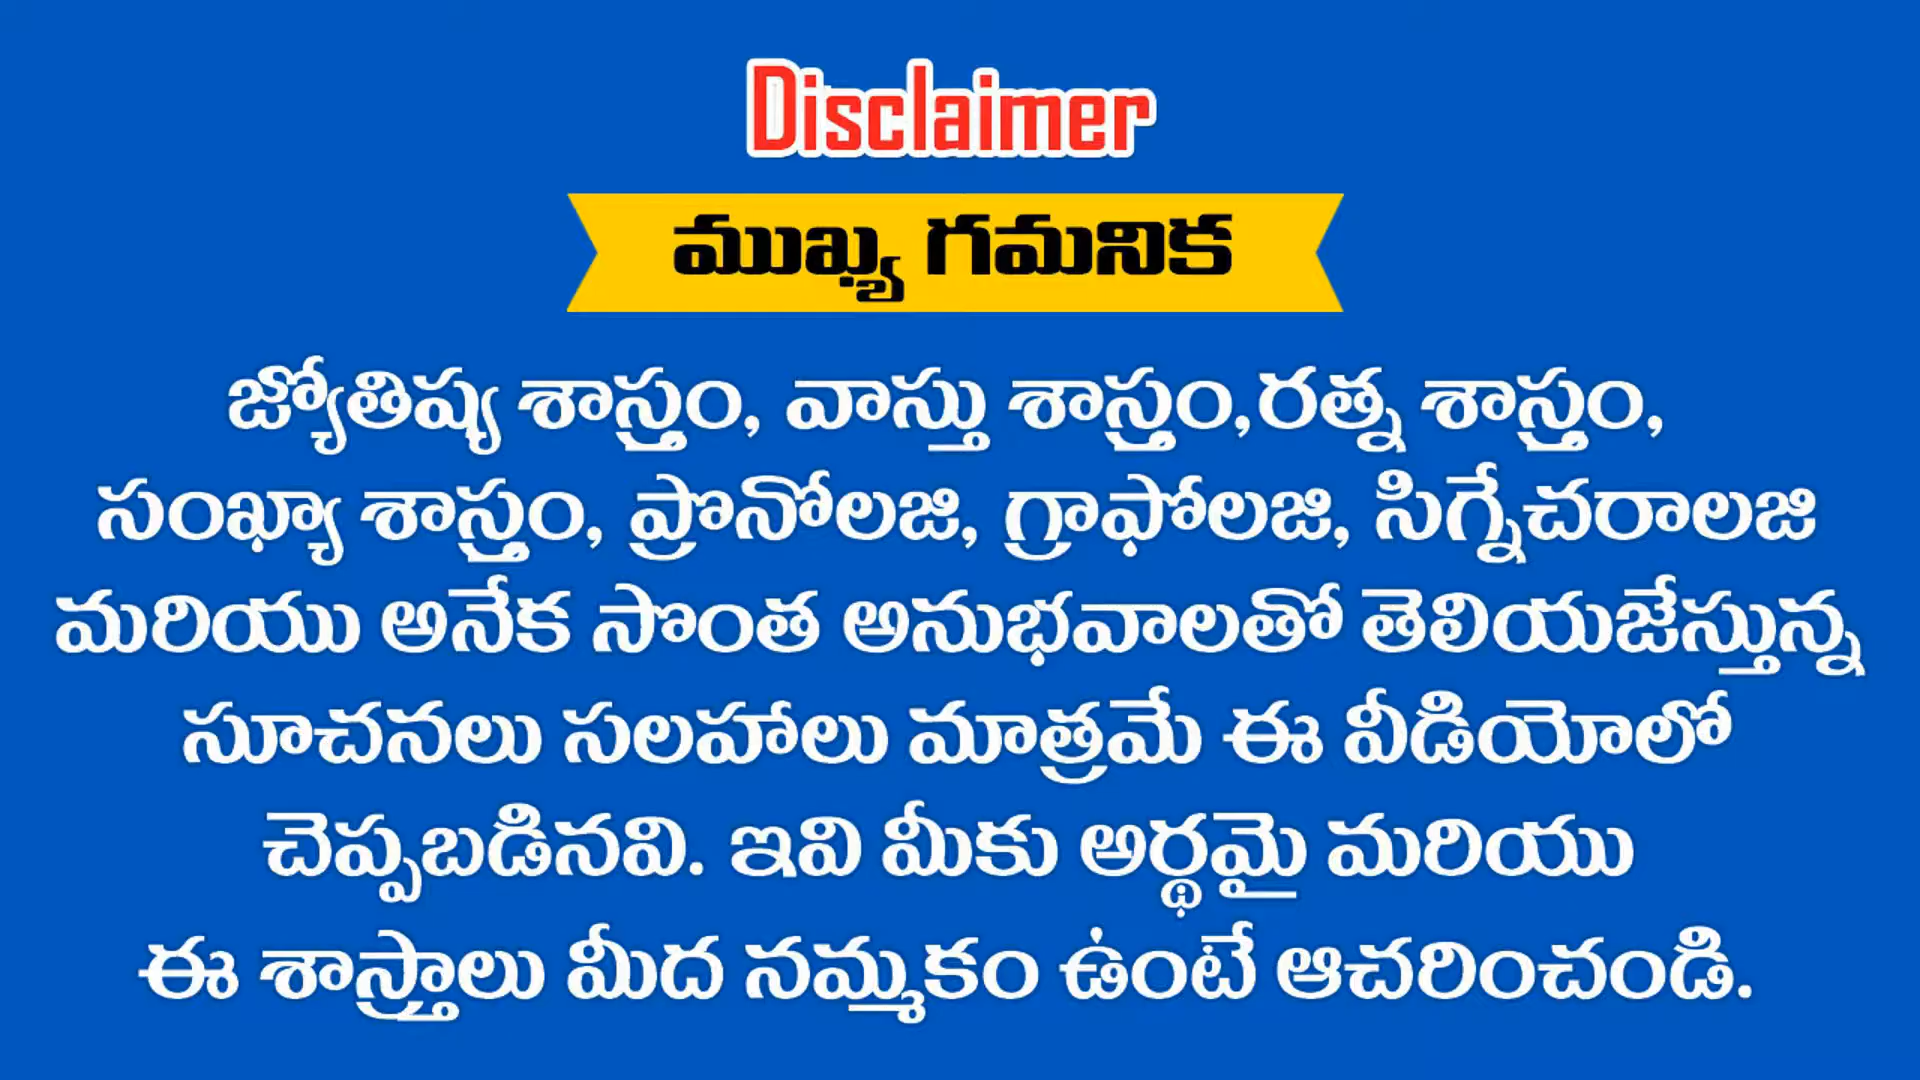 Disclaimer
ముఖ్య గమనిక
జ్యోతిష్య శాస్త్రం, వాస్తు శాస్త్రం,రత్న శాస్త్రం,
సంఖ్యా శాస్త్రం, ప్రొనోలజి, గ్రాఫోలజి, సిగ్నేచరాలజి
మరియు అనేక సొంత అనుభవాలతో తెలియజేస్తున్న
సూచనలు సలహాలు మాత్రమే ఈ వీడియోలో
చెప్పబడినవి. ఇవి మీకు అర్థమై మరియు
ఈ శాస్త్రాలు మీద నమ్మకం ఉంటే ఆచరించండి.